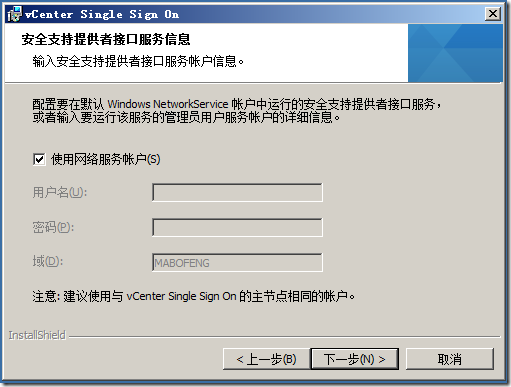 vCenter Single Sign On
安全支持提供者接口服务信息
输入安全支持提供者接口服务帐户信息。
配置要在默认 Windows NetworkService 帐户中运行的安全支持提供者接口服务，
或者输入要运行该服务的管理员用户服务帐户的详细信息。
使用网络服务帐户(S)
用户名(U):
密码(P):
域(D):
MABOFENG
注意: 建议使用与 vCenter Single Sign On 的主节点相同的帐户。
InstallShield
< 上一步(B)
下一步(N) >
取消